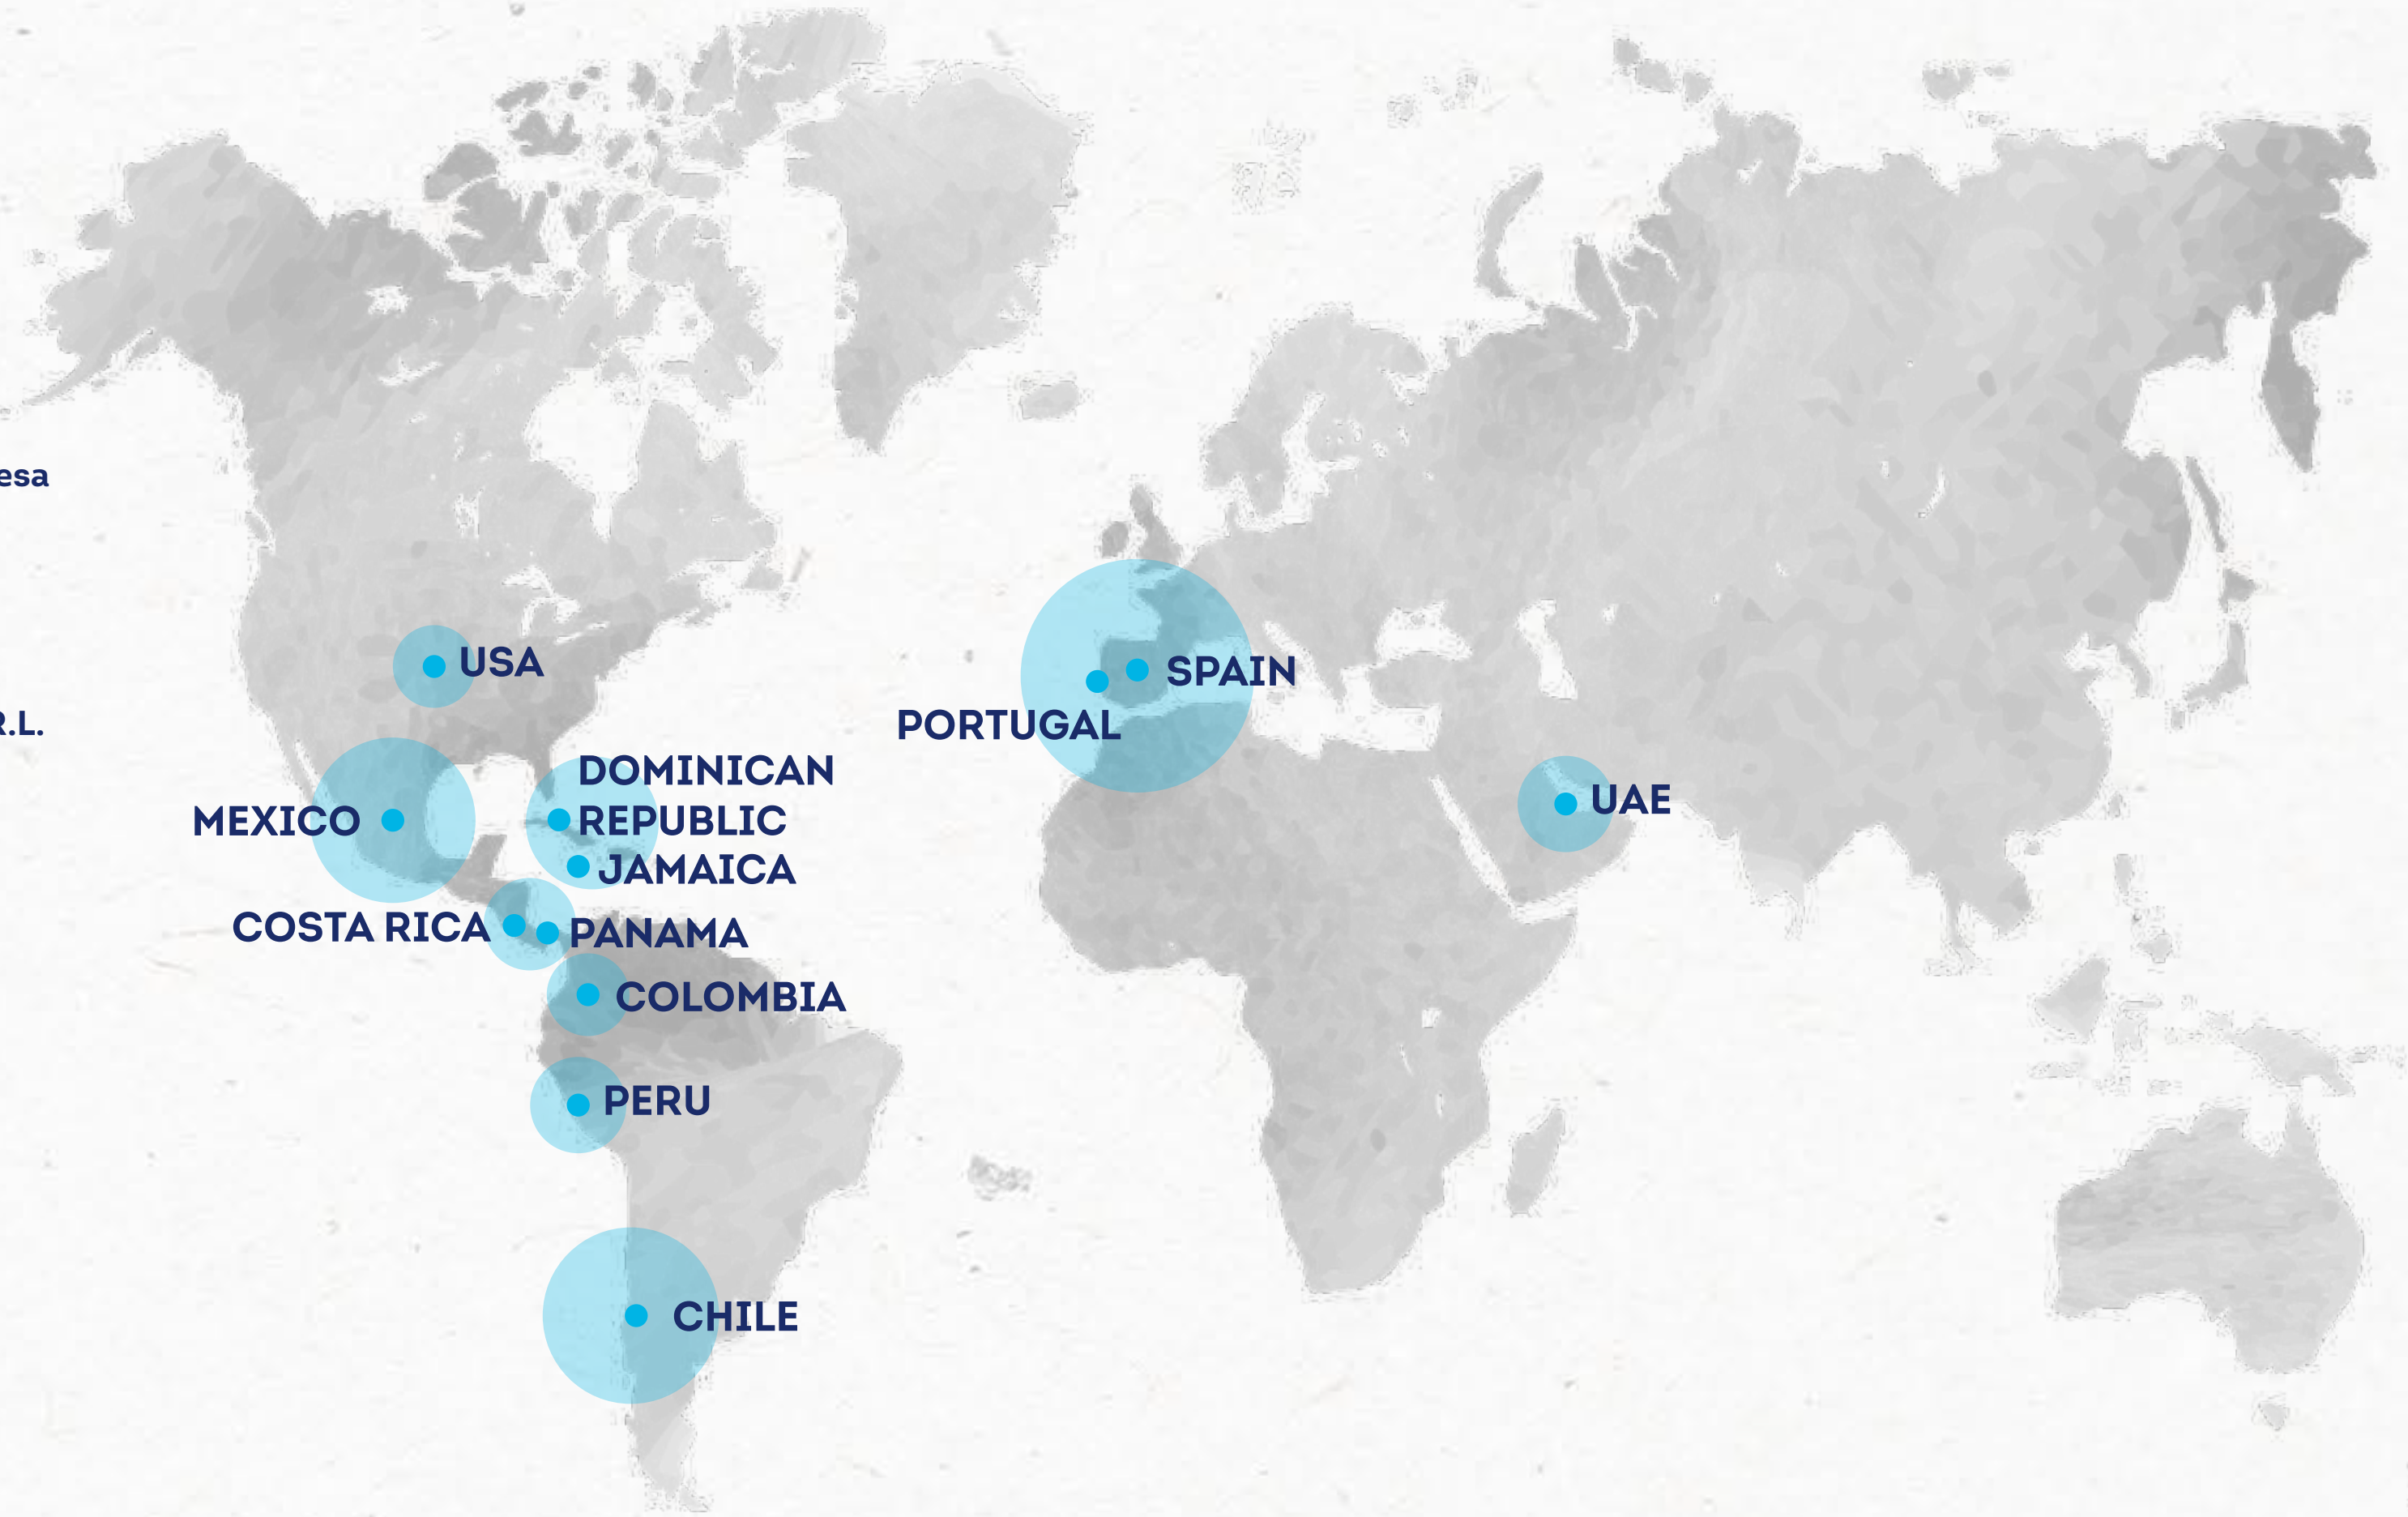 esa
R.L.
USA
SPAIN
PORTUGAL
DOMINICAN
REPUBLIC
MEXICO
JAMAICA
UAE
COSTA RICA
PANAMA
COLOMBIA
PERU
CHILE